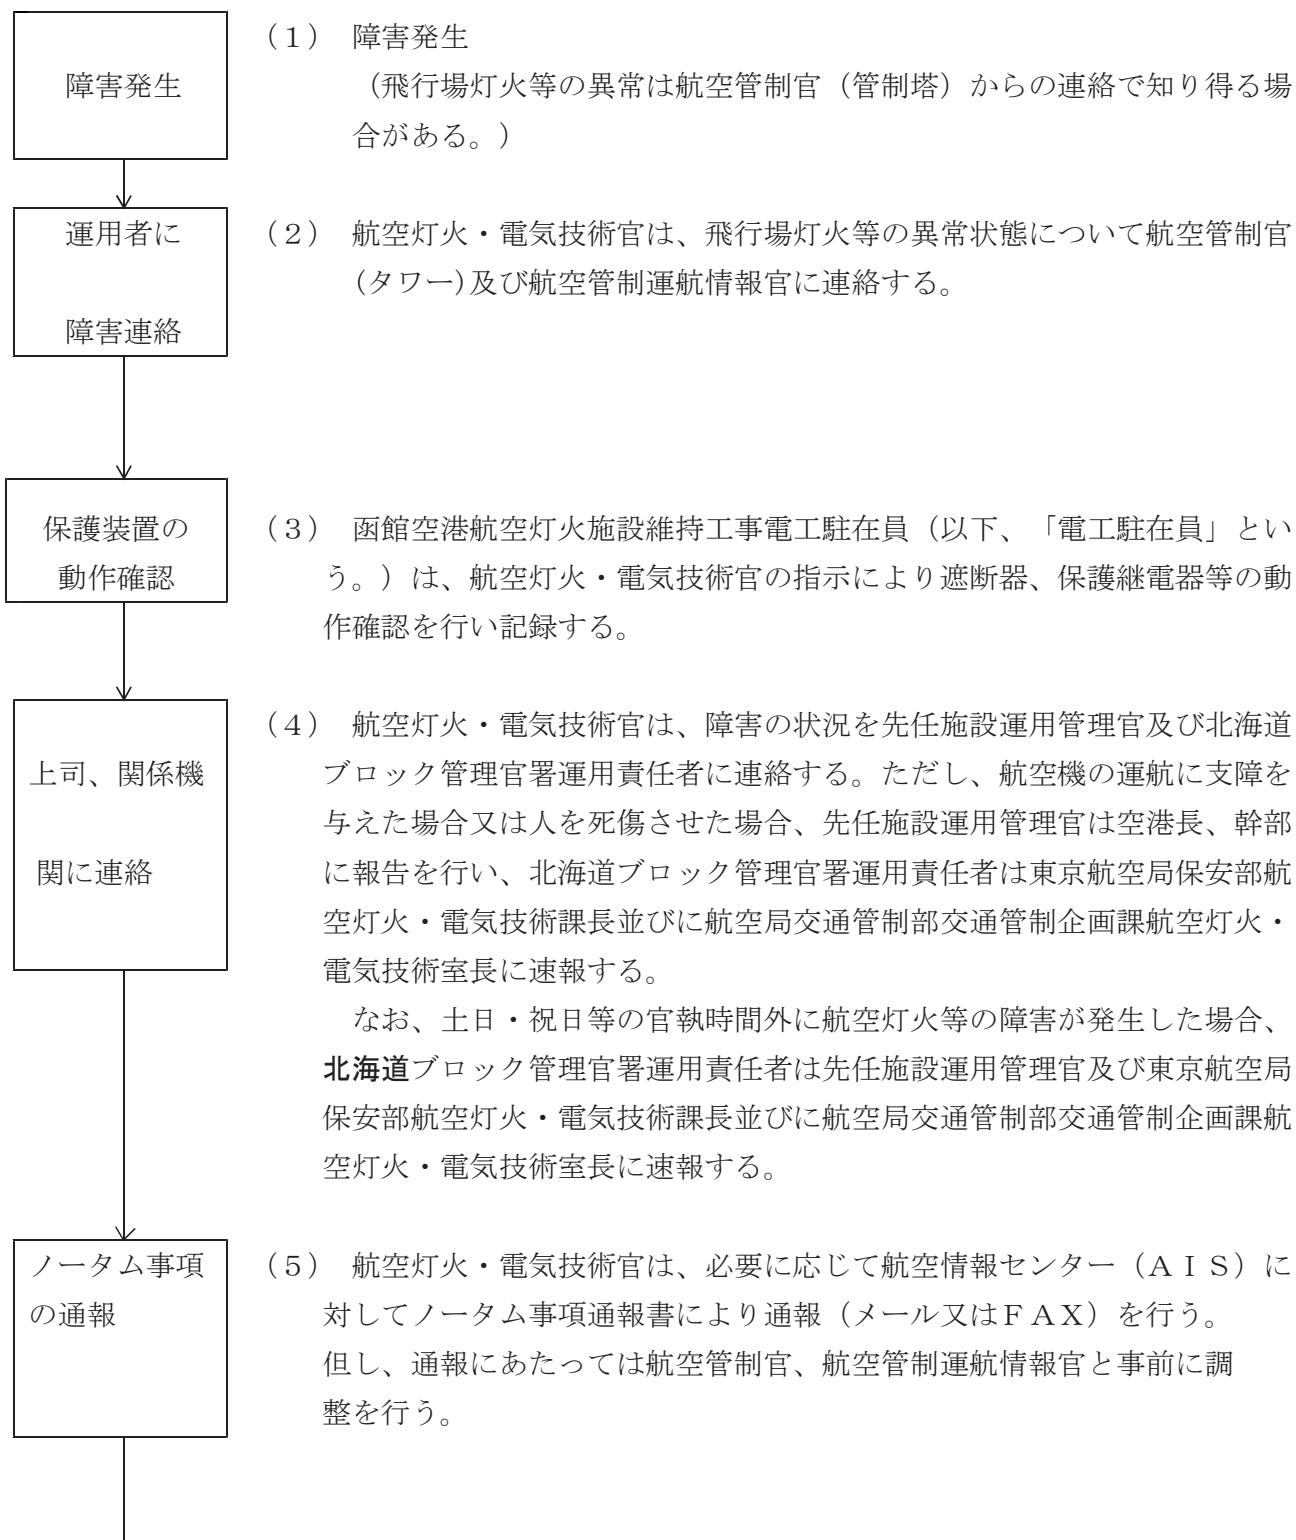 障害発生
（１）　障害発生
（飛行場灯火等の異常は航空管制官（管制塔）からの連絡で知り得る場
合がある。）
運用者に
障害連絡
（２）　航空灯火・電気技術官は、飛行場灯火等の異常状態について航空管制官
(タワー)及び航空管制運航情報官に連絡する。
保護装置の
動作確認
（３）　函館空港航空灯火施設維持工事電工駐在員（以下、「電工駐在員」とい
う。）は、航空灯火・電気技術官の指示により遮断器、保護継電器等の動
作確認を行い記録する。
上司、関係機
関に連絡
（４）　航空灯火・電気技術官は、障害の状況を先任施設運用管理官及び北海道
ブロック管理官署運用責任者に連絡する。ただし、航空機の運航に支障を
与えた場合又は人を死傷させた場合、先任施設運用管理官は空港長、幹部
に報告を行い、北海道ブロック管理官署運用責任者は東京航空局保安部航
空灯火・電気技術課長並びに航空局交通管制部交通管制企画課航空灯火・
電気技術室長に速報する。
なお、土日・祝日等の官執時間外に航空灯火等の障害が発生した場合、
北海道ブロック管理官署運用責任者は先任施設運用管理官及び東京航空局
保安部航空灯火・電気技術課長並びに航空局交通管制部交通管制企画課航
空灯火・電気技術室長に速報する。
ノータム事項
の通報
（５）　航空灯火・電気技術官は、必要に応じて航空情報センター（ＡＩＳ）に
対してノータム事項通報書により通報（メール又はＦＡＸ）を行う。
但し、通報にあたっては航空管制官、航空管制運航情報官と事前に調
整を行う。